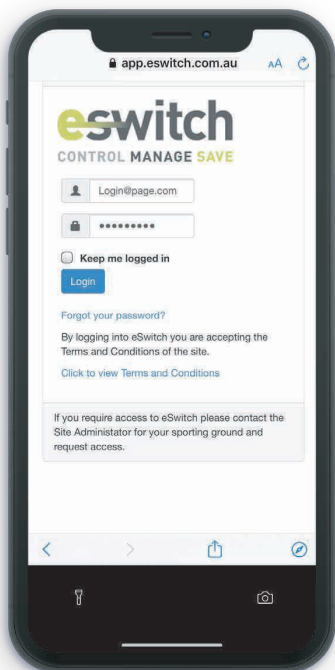 app.eswitch.com.au AA
eswitch
CONTROL MANAGE SAVE
Login@page.com
•••••••••
Keep me logged in
Login
Forgot your password?
By logging into eSwitch you are accepting the
Terms and Conditions of the site.
Click to view Terms and Conditions
If you require access to eSwitch please contact the
Site Administator for your sporting ground and
request access.